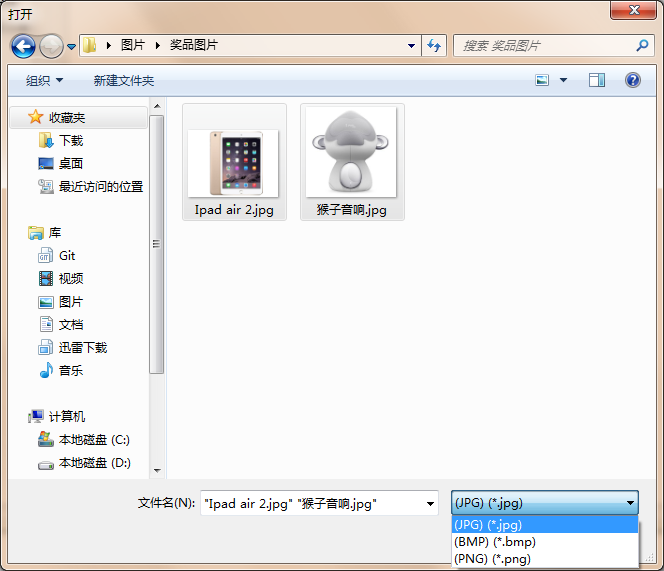 打开
图片 奖品图片
搜索 奖品图片
组织 新建文件夹
收藏夹
下载
桌面
最近访问的位置
库
Git
视频
图片
文档
迅雷下载
音乐
计算机
本地磁盘 (C:)
本地磁盘 (D:)
Ipad air 2.jpg
猴子音响.jpg
文件名(N):
"Ipad air 2.jpg" "猴子音响.jpg"
(JPG) (*.jpg)
(JPG) (*.jpg)
(BMP) (*.bmp)
(PNG) (*.png)